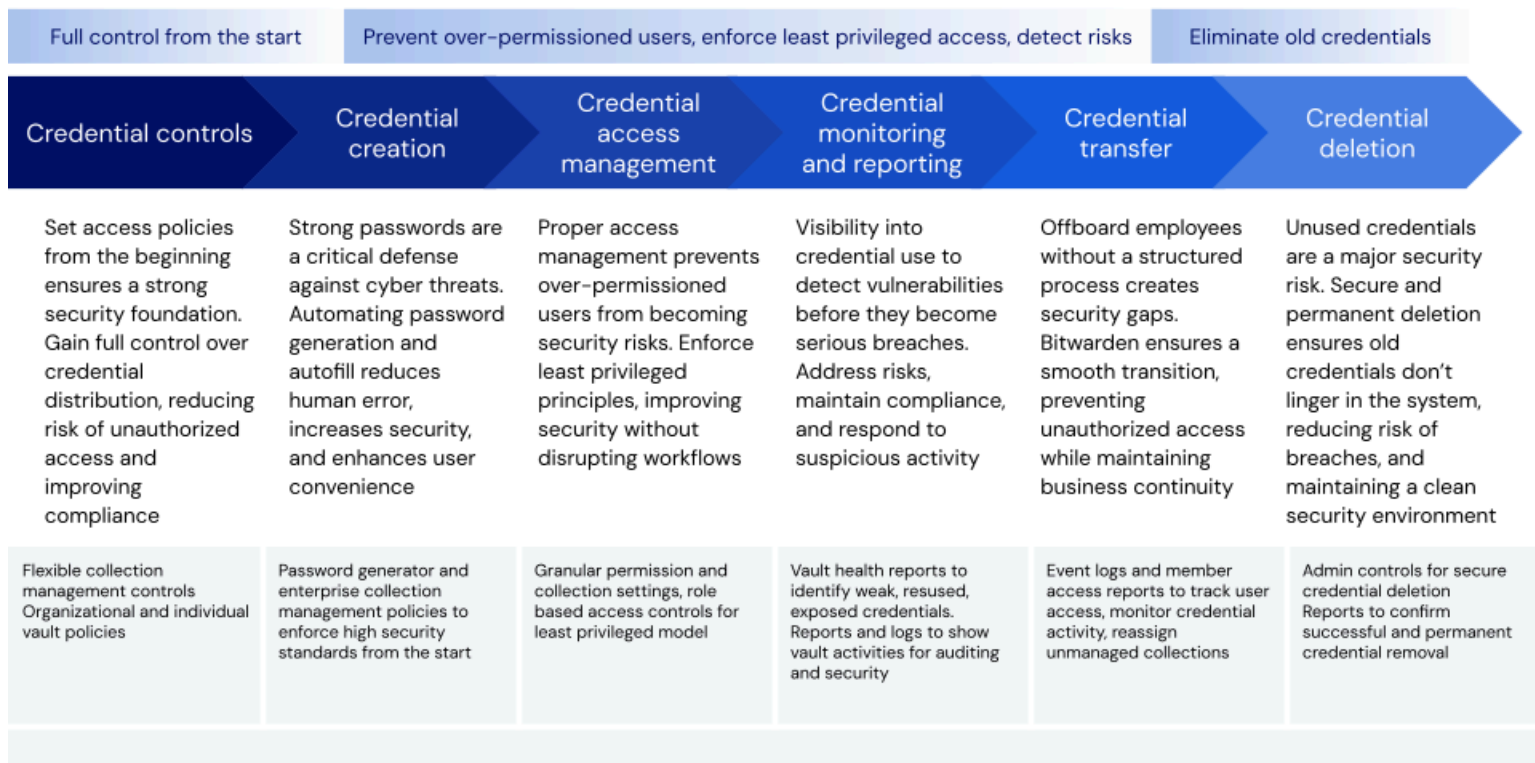 Full control from the start
Prevent over-permissioned users, enforce least privileged access, detect risks
Eliminate old credentials
Credential controls
Credential
creation
Credential
access
management
Credential
monitoring
and reporting
Credential
transfer
Credential
deletion
Set access policies
from the beginning
ensures a strong
security foundation.
Gain full control over
credential
distribution, reducing
risk of unauthorized
access and
improving
compliance
Strong passwords are
a critical defense
against cyber threats.
Automating password
generation and
autofill reduces
human error,
increases security,
and enhances user
convenience
Proper access
management prevents
over-permissioned
users from becoming
security risks. Enforce
least privileged
principles, improving
security without
disrupting workflows
Visibility into
credential use to
detect vulnerabilities
before they become
serious breaches.
Address risks,
maintain compliance,
and respond to
suspicious activity
Offboard employees
without a structured
process creates
security gaps.
Bitwarden ensures a
smooth transition,
preventing
unauthorized access
while maintaining
business continuity
Unused credentials
are a major security
risk. Secure and
permanent deletion
ensures old
credentials don't
linger in the system,
reducing risk of
breaches, and
maintaining a clean
security environment
Flexible collection
management controls
Organizational and individual
vault policies
Password generator and
enterprise collection
management policies to
enforce high security
standards from the start
Granular permission and
collection settings, role
based access controls for
least privileged model
Vault health reports to
identify weak, resused,
exposed credentials.
Reports and logs to show
vault activities for auditing
and security
Event logs and member
access reports to track user
access, monitor credential
activity, reassign
unmanaged collections
Admin controls for secure
credential deletion
Reports to confirm
successful and permanent
credential removal